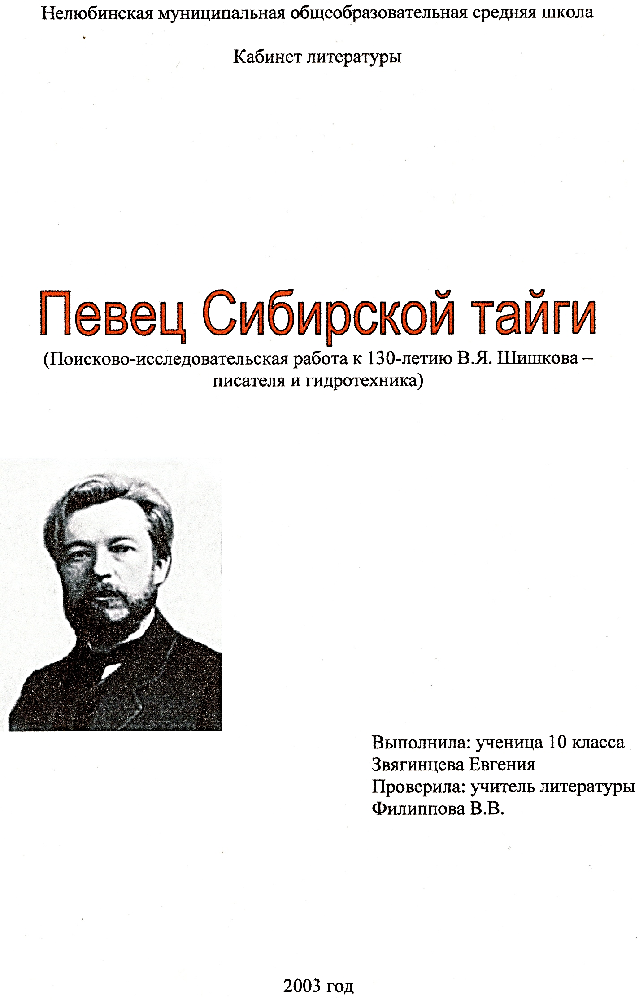 Нелюбинская муниципальная общеобразовательная средняя школа
Кабинет литературы
Певец Сибирской тайги
(Поисково-исследовательская работа к 130-летию В.Я. Шишкова –
писателя и гидротехника)
Выполнила: ученица 10 класса
Звягинцева Евгения
Проверила: учитель литературы
Филиппова В.В.
2003 год